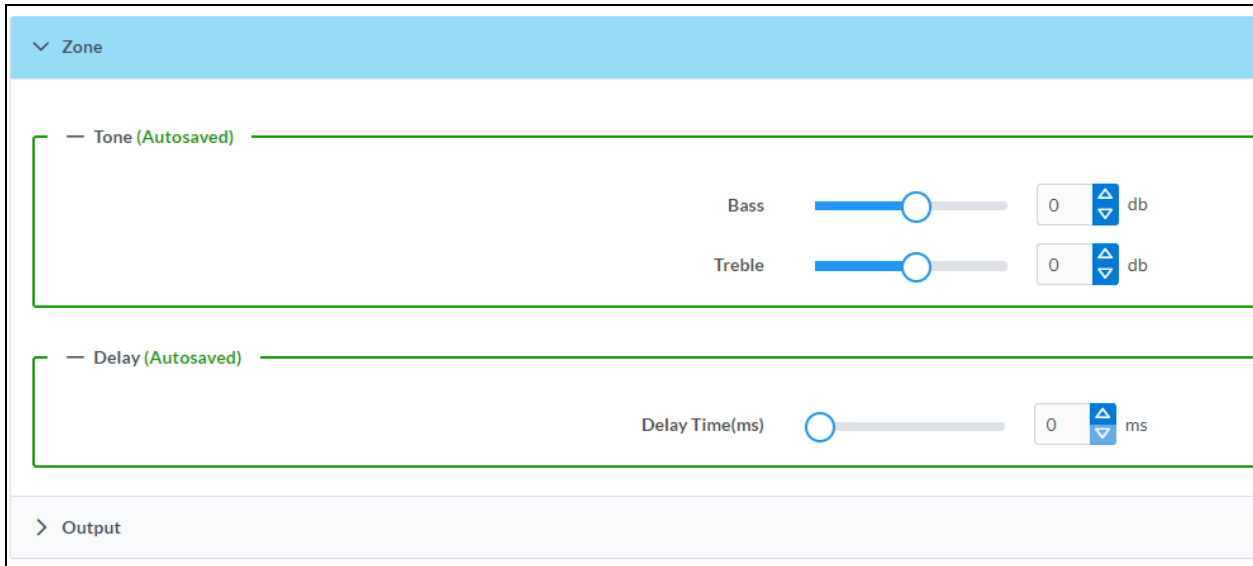 Zone
Tone (Autosaved)
Bass 0 db
Treble 0 db
Delay (Autosaved)
Delay Time(ms) 0 ms
Output